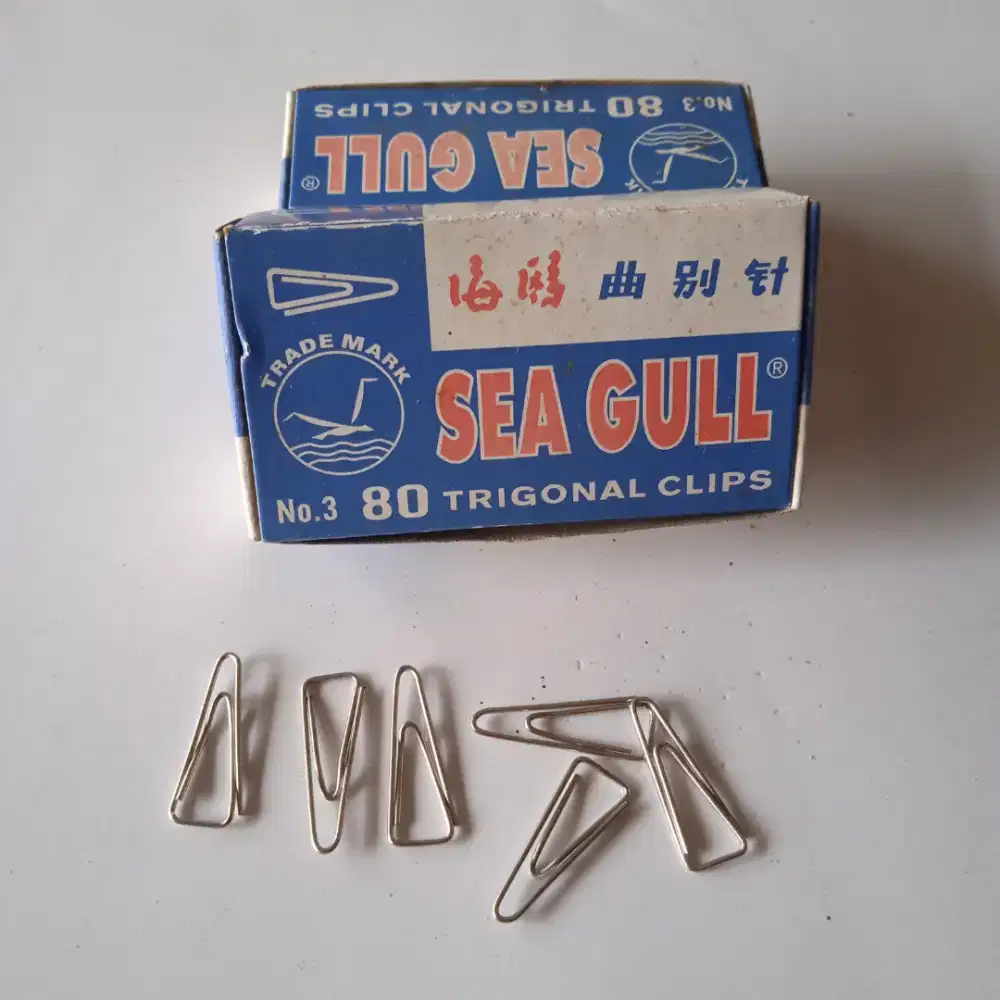 No.3 80 TRIGONAL CLIPS
SEA GULL®
海鸥 曲别针
TRADE MARK
SEA GULL®
No.3 80 TRIGONAL CLIPS